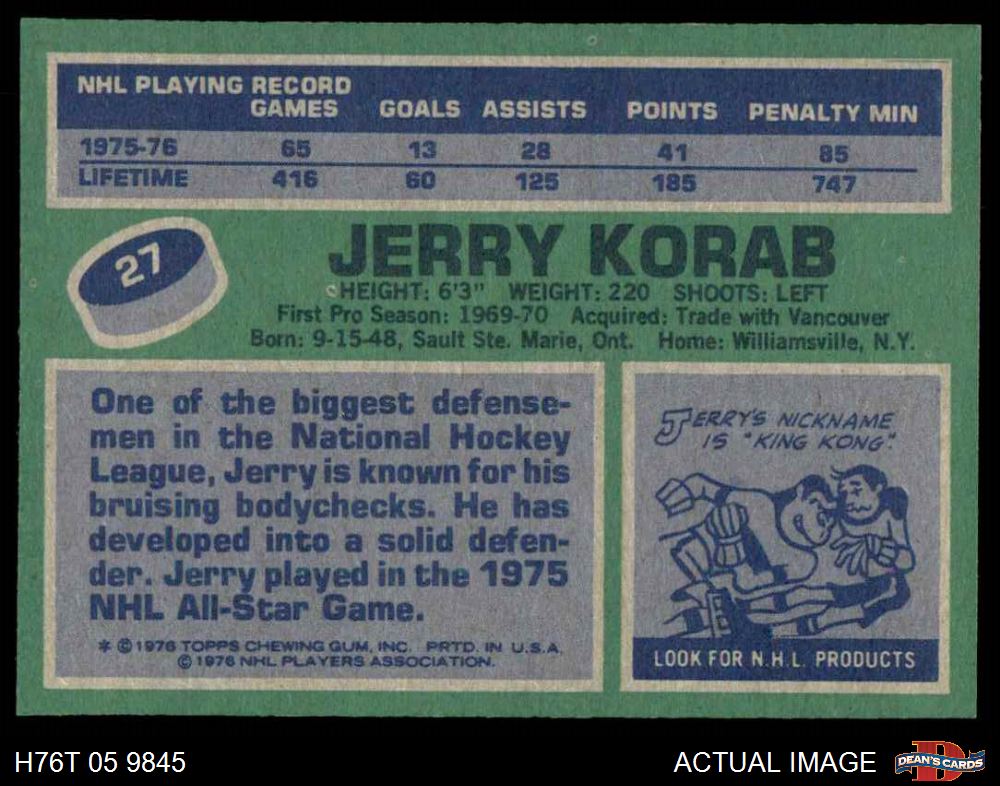 NHL PLAYING RECORD
GAMES GOALS ASSISTS POINTS PENALTY MIN
1975-76 65 13 28 41 85
LIFETIME 416 60 125 185 747
27
JERRY KORAB
HEIGHT: 6'3" WEIGHT: 220 SHOOTS: LEFT
First Pro Season: 1969-70 Acquired: Trade with Vancouver
Born: 9-15-48, Sault Ste. Marie, Ont. Home: Williamsville, N.Y.
One of the biggest defense-
men in the National Hockey
League, Jerry is known for his
bruising bodychecks. He has
developed into a solid defen-
der. Jerry played in the 1975
NHL All-Star Game.
* © 1976 TOPPS CHEWING GUM, INC. PRTD. IN U.S.A.
© 1976 NHL PLAYERS ASSOCIATION.
JERRY'S NICKNAME
IS "KING KONG".
LOOK FOR N.H.L. PRODUCTS
H76T 05 9845
ACTUAL IMAGE
D
DEAN'S CARDS